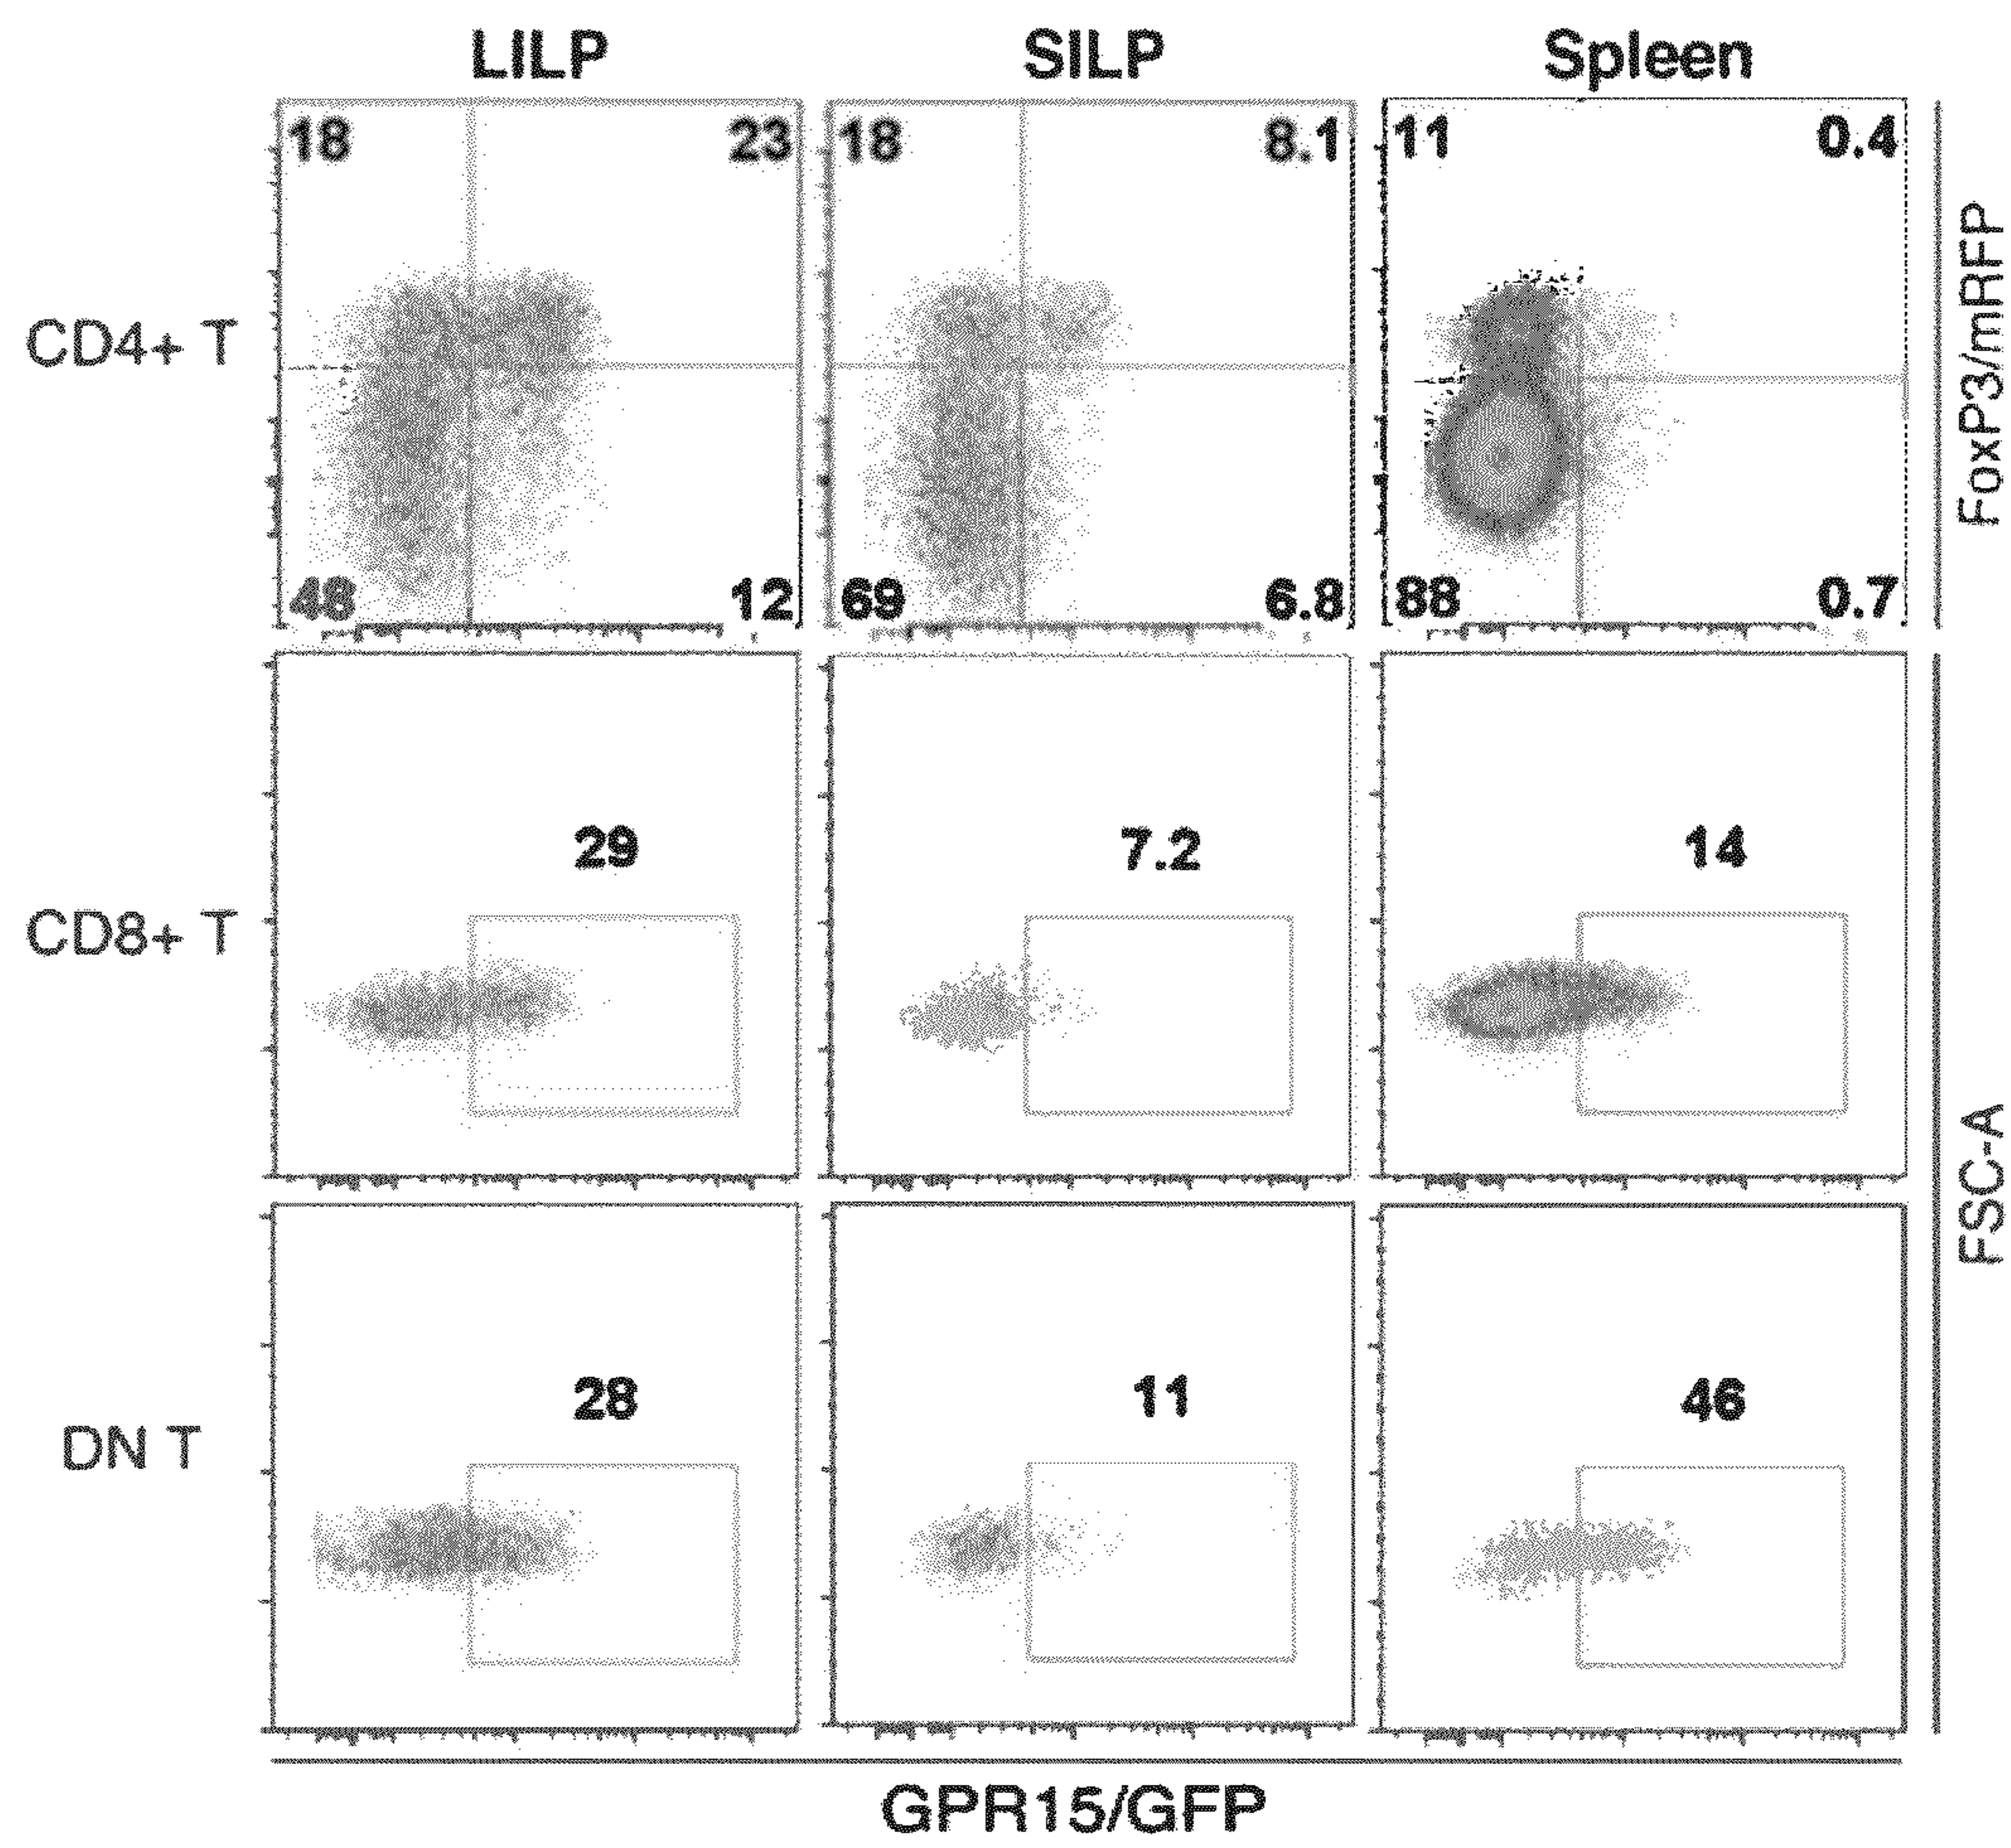 LILP SILP Spleen
18 23 18 8.1 11 0.4
CD4+ T
FoxP3/mRFP
48 12 69 6.8 88 0.7
29 7.2 14
CD8+ T
FSC-A
28 11 46
DN T
GPR15/GFP